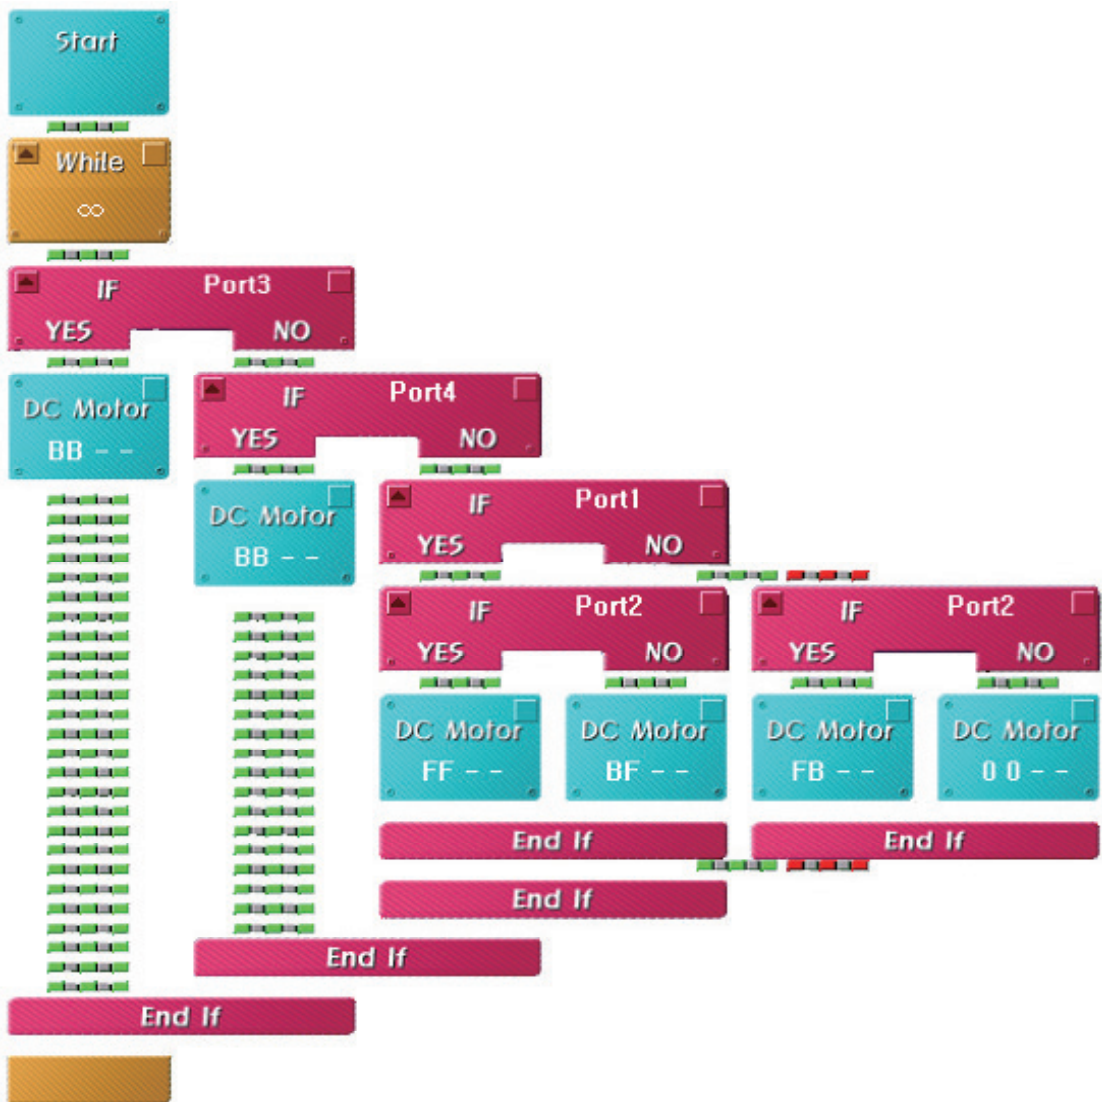 Start
While
∞
IF Port3
YES NO
DC Motor
BB - -
IF Port4
YES NO
DC Motor
BB - -
IF Port1
YES NO
IF Port2
YES NO
IF Port2
YES NO
DC Motor
FF - -
DC Motor
BF - -
DC Motor
FB - -
DC Motor
0 0 - -
End If
End If
End If
End If
End If